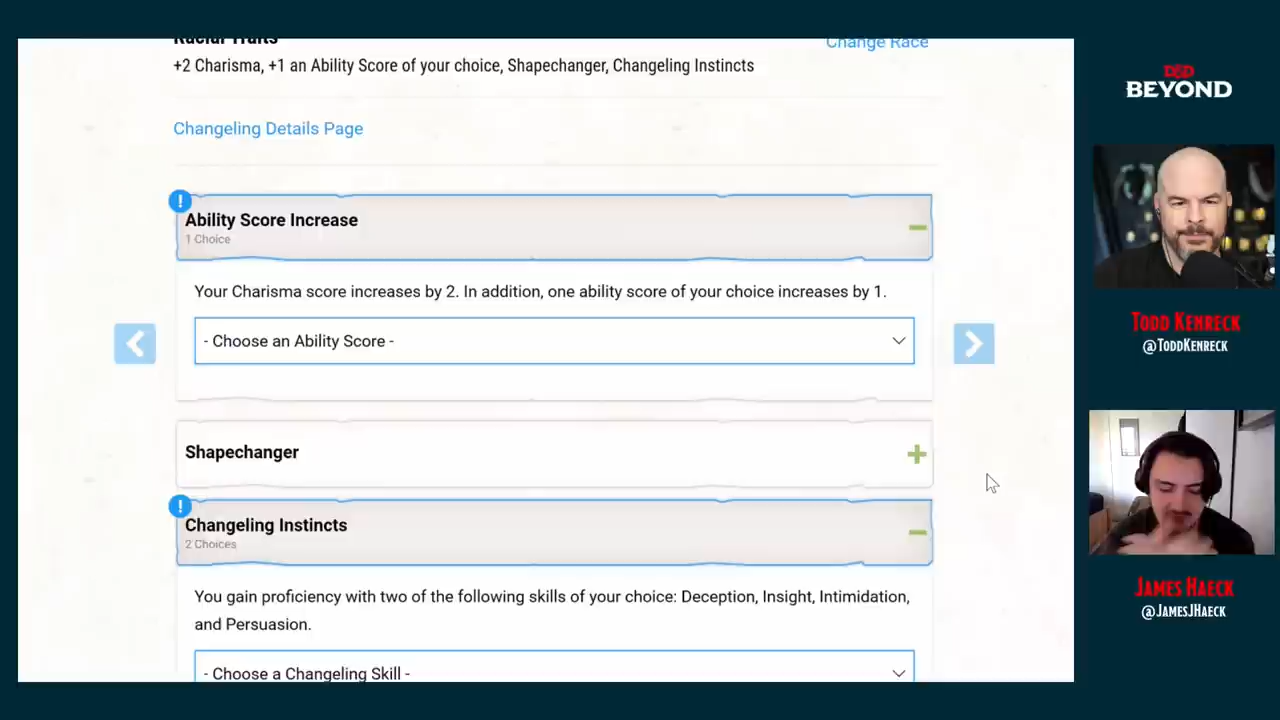 Racial Traits
Change Race
+2 Charisma, +1 an Ability Score of your choice, Shapechanger, Changeling Instincts
Changeling Details Page
!
Ability Score Increase
1 Choice
Your Charisma score increases by 2. In addition, one ability score of your choice increases by 1.
- Choose an Ability Score -
Shapechanger
!
Changeling Instincts
2 Choices
You gain proficiency with two of the following skills of your choice: Deception, Insight, Intimidation,
and Persuasion.
- Choose a Changeling Skill -
D&D
BEYOND
Todd Kenreck
@ToddKenreck
James Haeck
@JamesJHaeck